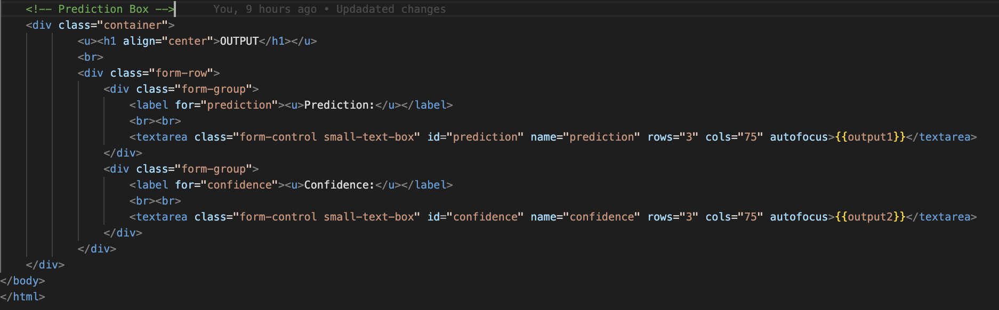 <!-- Prediction Box -->        You, 9 hours ago • Updadated changes
<div class="container">
<u><h1 align="center">OUTPUT</h1></u>
<br>
<div class="form-row">
<div class="form-group">
<label for="prediction"><u>Prediction:</u></label>
<br><br>
<textarea class="form-control small-text-box" id="prediction" name="prediction" rows="3" cols="75" autofocus>{{output1}}</textarea>
</div>
<div class="form-group">
<label for="confidence"><u>Confidence:</u></label>
<br><br>
<textarea class="form-control small-text-box" id="confidence" name="confidence" rows="3" cols="75" autofocus>{{output2}}</textarea>
</div>
</div>
</div>
</body>
</html>